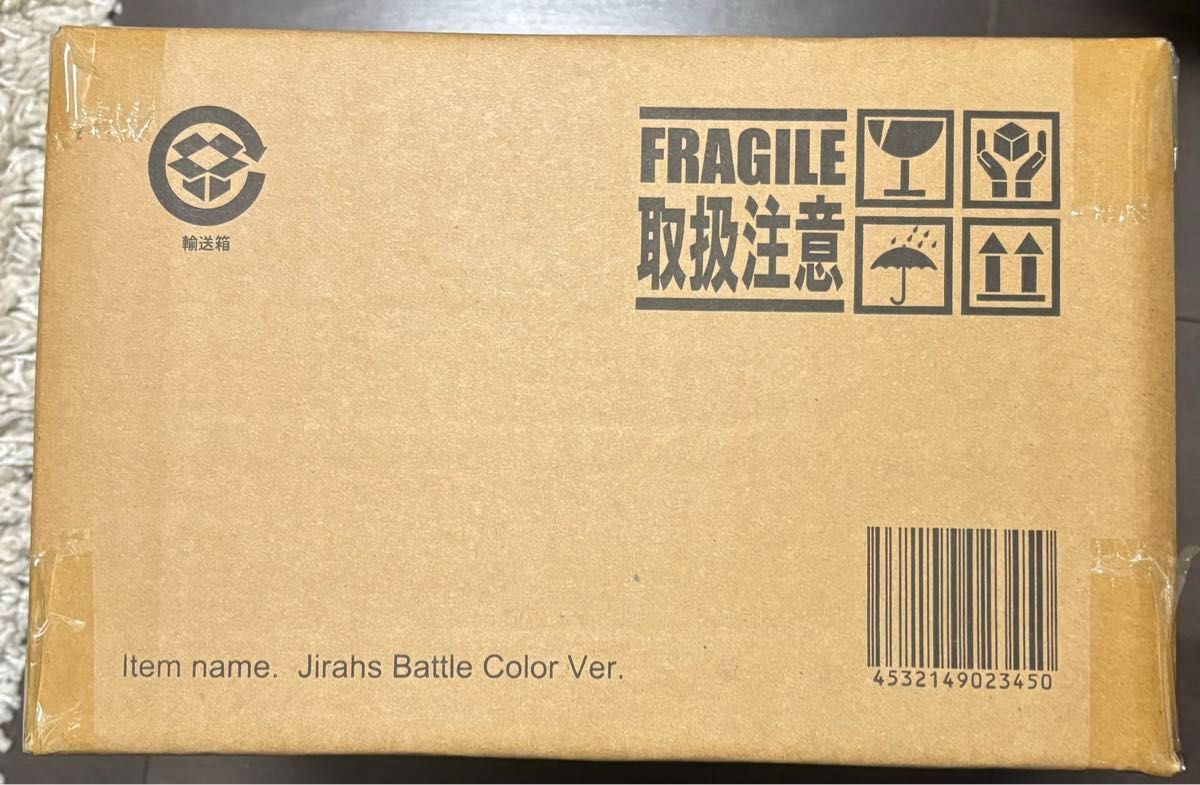 輸送箱
FRAGILE
取扱注意
Item name. Jirahs Battle Color Ver.
4532149023450